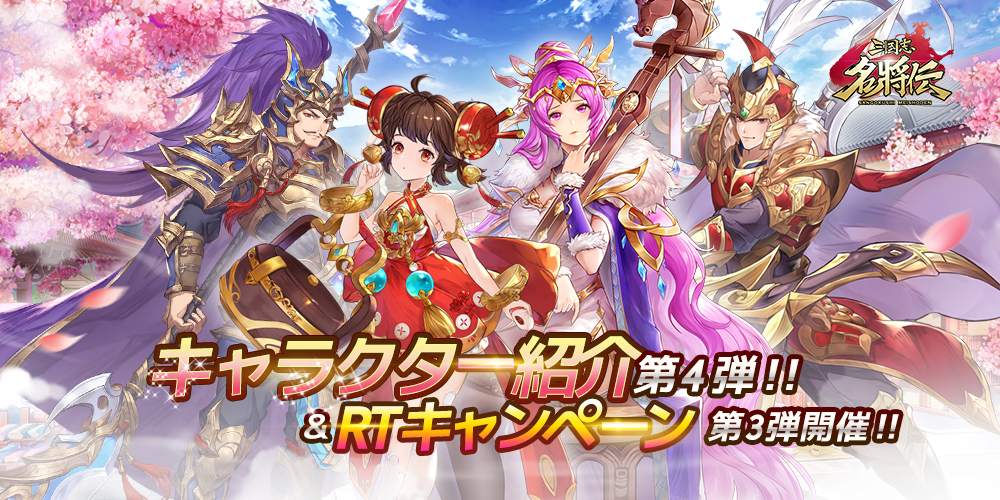 三国志
名将伝
SANGOKUSHI MEISHODEN
キャラクター紹介第4弾!!
&RTキャンペーン 第3弾開催!!